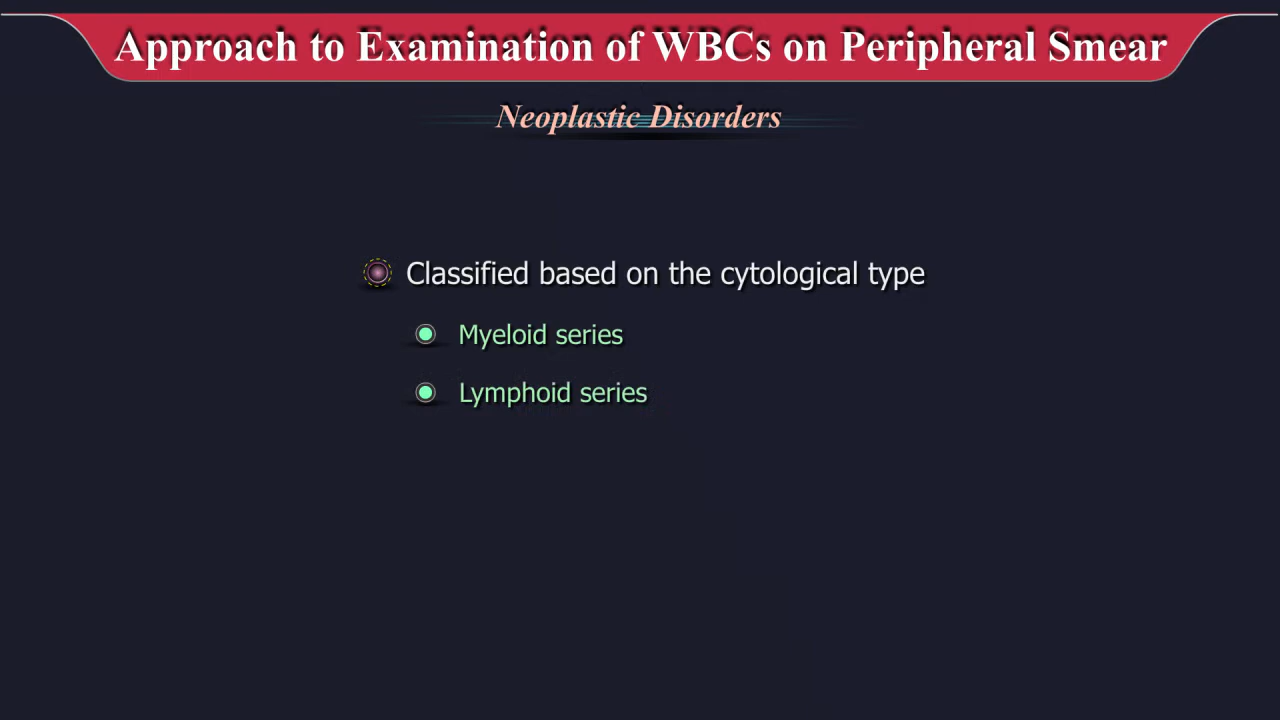 Approach to Examination of WBCs on Peripheral Smear
Neoplastic Disorders
Classified based on the cytological type
Myeloid series
Lymphoid series